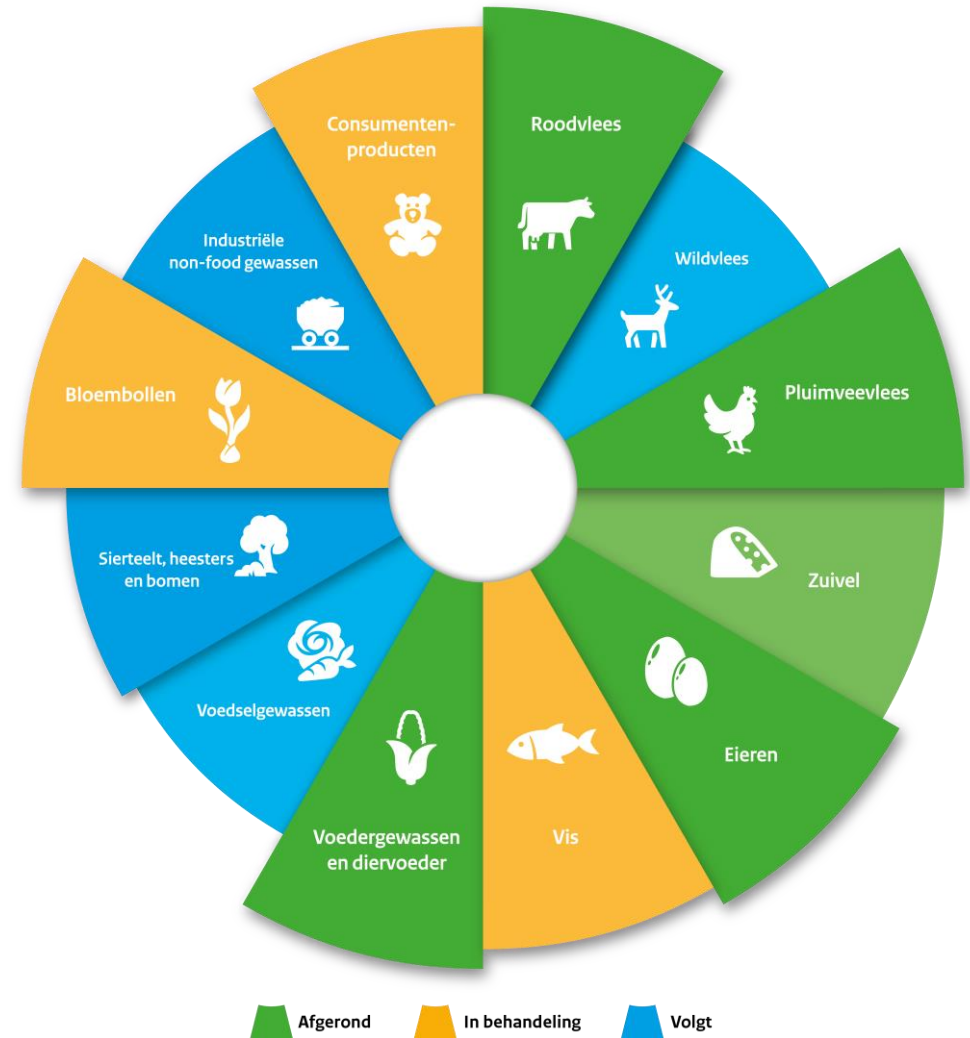 Consumenten-
producten
Roodvlees
Industriële
non-food gewassen
Wildvlees
Bloembollen
Pluimveevlees
Sierteelt, heesters
en bomen
Zuivel
Voedselgewassen
Eieren
Voedergewassen
en diervoeder
Vis
Afgerond
In behandeling
Volgt